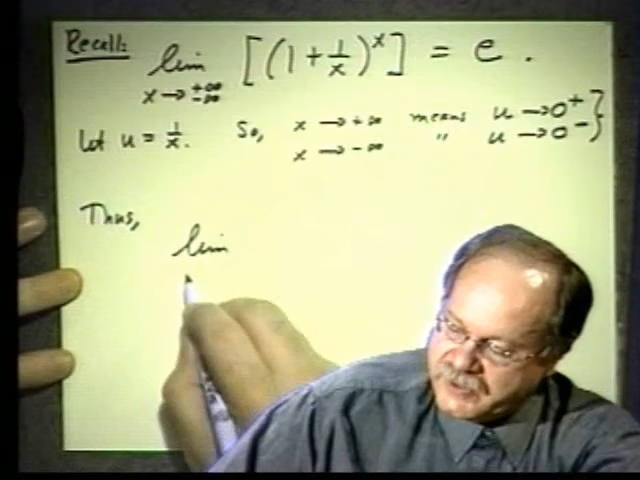 Recall: lim x→+∞ −∞ [(1+1/x)^x] = e.
Let u = 1/x. So, x → +∞ means u → 0⁺ }
x → −∞ " u → 0⁻ }
Thus,
lim